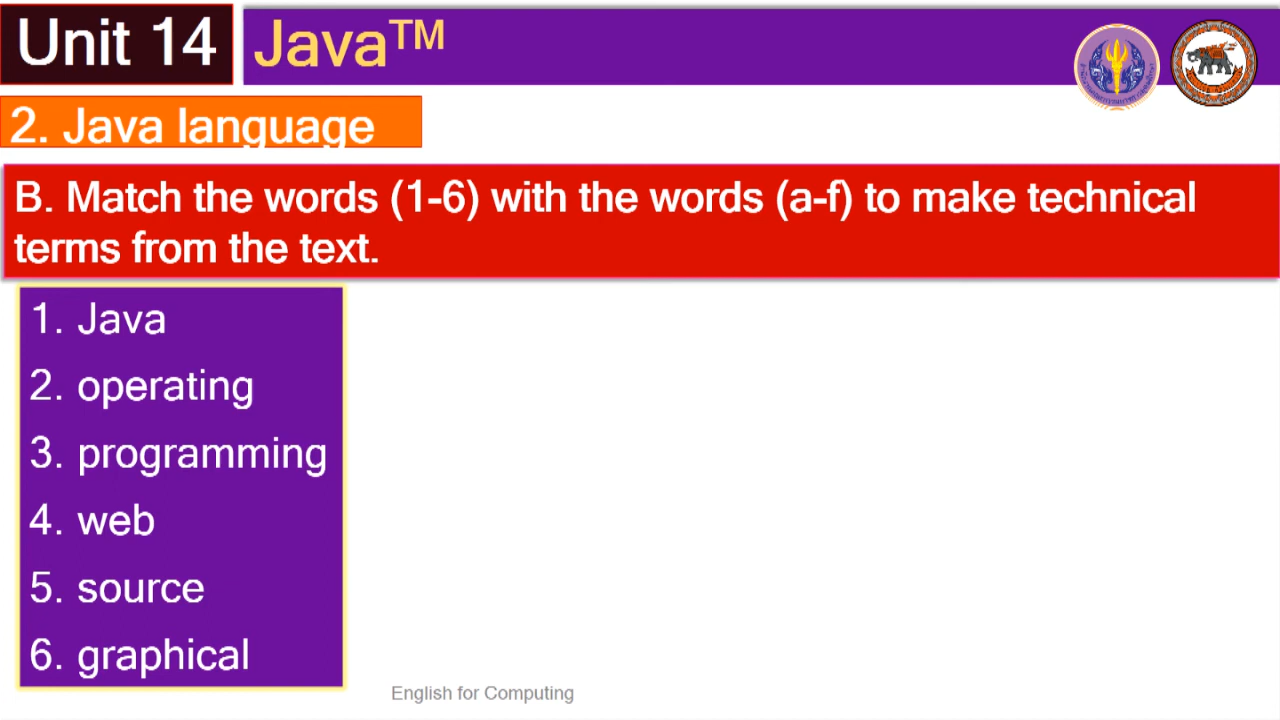 Unit 14
Java™
2. Java language
B. Match the words (1-6) with the words (a-f) to make technical
terms from the text.
1. Java
2. operating
3. programming
4. web
5. source
6. graphical
English for Computing